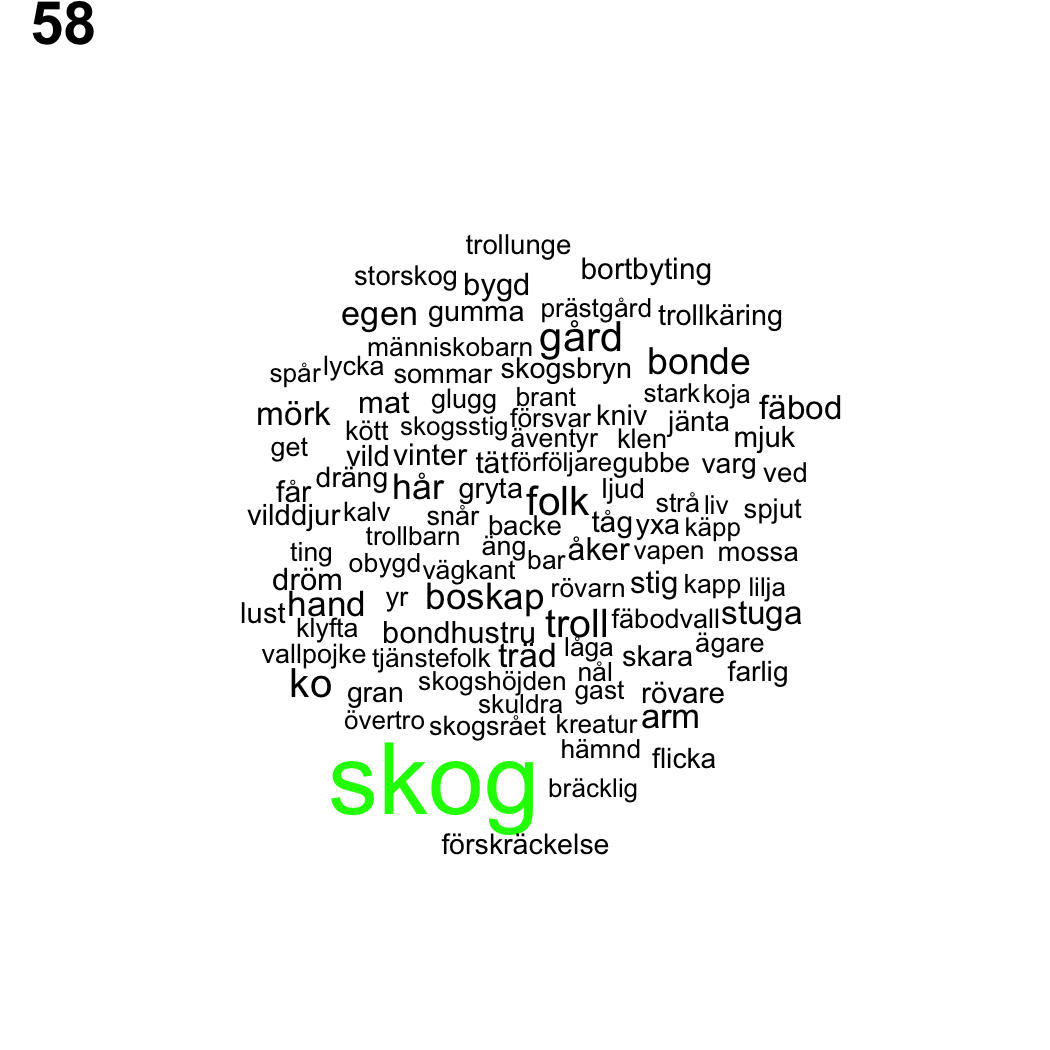 58
trollunge
storskog bygd bortbyting
egen gumma prästgård trollkäring
människobarn gård bonde
spår lycka sommar skogsbryn
mörk mat glugg brant stark koja fäbod
kött skogsstig försvar kniv jänta
get äventyr klen mjuk
vild vinter tät förföljare gubbe varg ved
får dräng hår gryta folk ljud strå liv spjut
vilddjur kalv snår backe tåg yxa käpp
ting trollbarn äng bar åker vapen mossa
dröm obygd vägkant rövarn stig kapp lilja
lust hand yr boskap troll fäbodvall stuga
klyfta bondhustru låga ägare
vallpojke tjänstefolk träd nål skara farlig
ko gran skogshöjden gast rövare
övertro skogsrået skuldra kreatur arm
hämnd flicka
skog bräcklig
förskräckelse